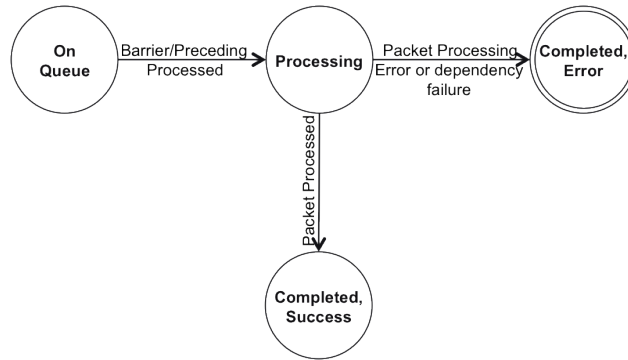 On
Queue
Barrier/Preceding
Processed
Processing
Packet Processing
Error or dependency
failure
Completed,
Error
Packet Processed
Completed,
Success